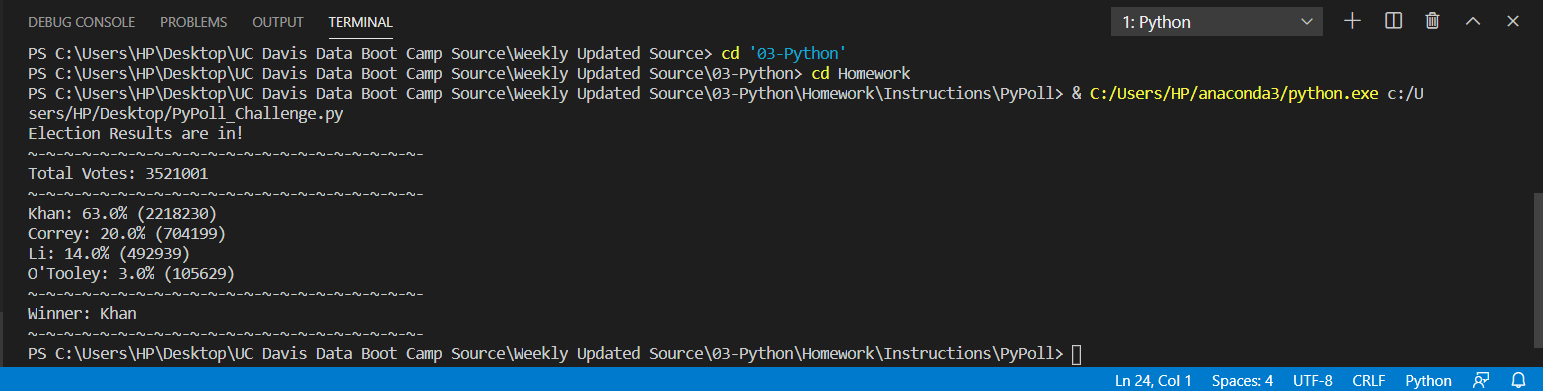 DEBUG CONSOLE PROBLEMS OUTPUT TERMINAL 1: Python
PS C:\Users\HP\Desktop\UC Davis Data Boot Camp Source\Weekly Updated Source> cd '03-Python'
PS C:\Users\HP\Desktop\UC Davis Data Boot Camp Source\Weekly Updated Source\03-Python> cd Homework
PS C:\Users\HP\Desktop\UC Davis Data Boot Camp Source\Weekly Updated Source\03-Python\Homework\Instructions\PyPoll> & C:/Users/HP/anaconda3/python.exe c:/U
sers/HP/Desktop/PyPoll_Challenge.py
Election Results are in!
~-~-~-~-~-~-~-~-~-~-~-~-~-~-~-~-~-~-~-~-~-~-
Total Votes: 3521001
~-~-~-~-~-~-~-~-~-~-~-~-~-~-~-~-~-~-~-~-~-~-
Khan: 63.0% (2218230)
Correy: 20.0% (704199)
Li: 14.0% (492939)
O'Tooley: 3.0% (105629)
~-~-~-~-~-~-~-~-~-~-~-~-~-~-~-~-~-~-~-~-~-~-
Winner: Khan
~-~-~-~-~-~-~-~-~-~-~-~-~-~-~-~-~-~-~-~-~-~-
PS C:\Users\HP\Desktop\UC Davis Data Boot Camp Source\Weekly Updated Source\03-Python\Homework\Instructions\PyPoll>
Ln 24, Col 1 Spaces: 4 UTF-8 CRLF Python